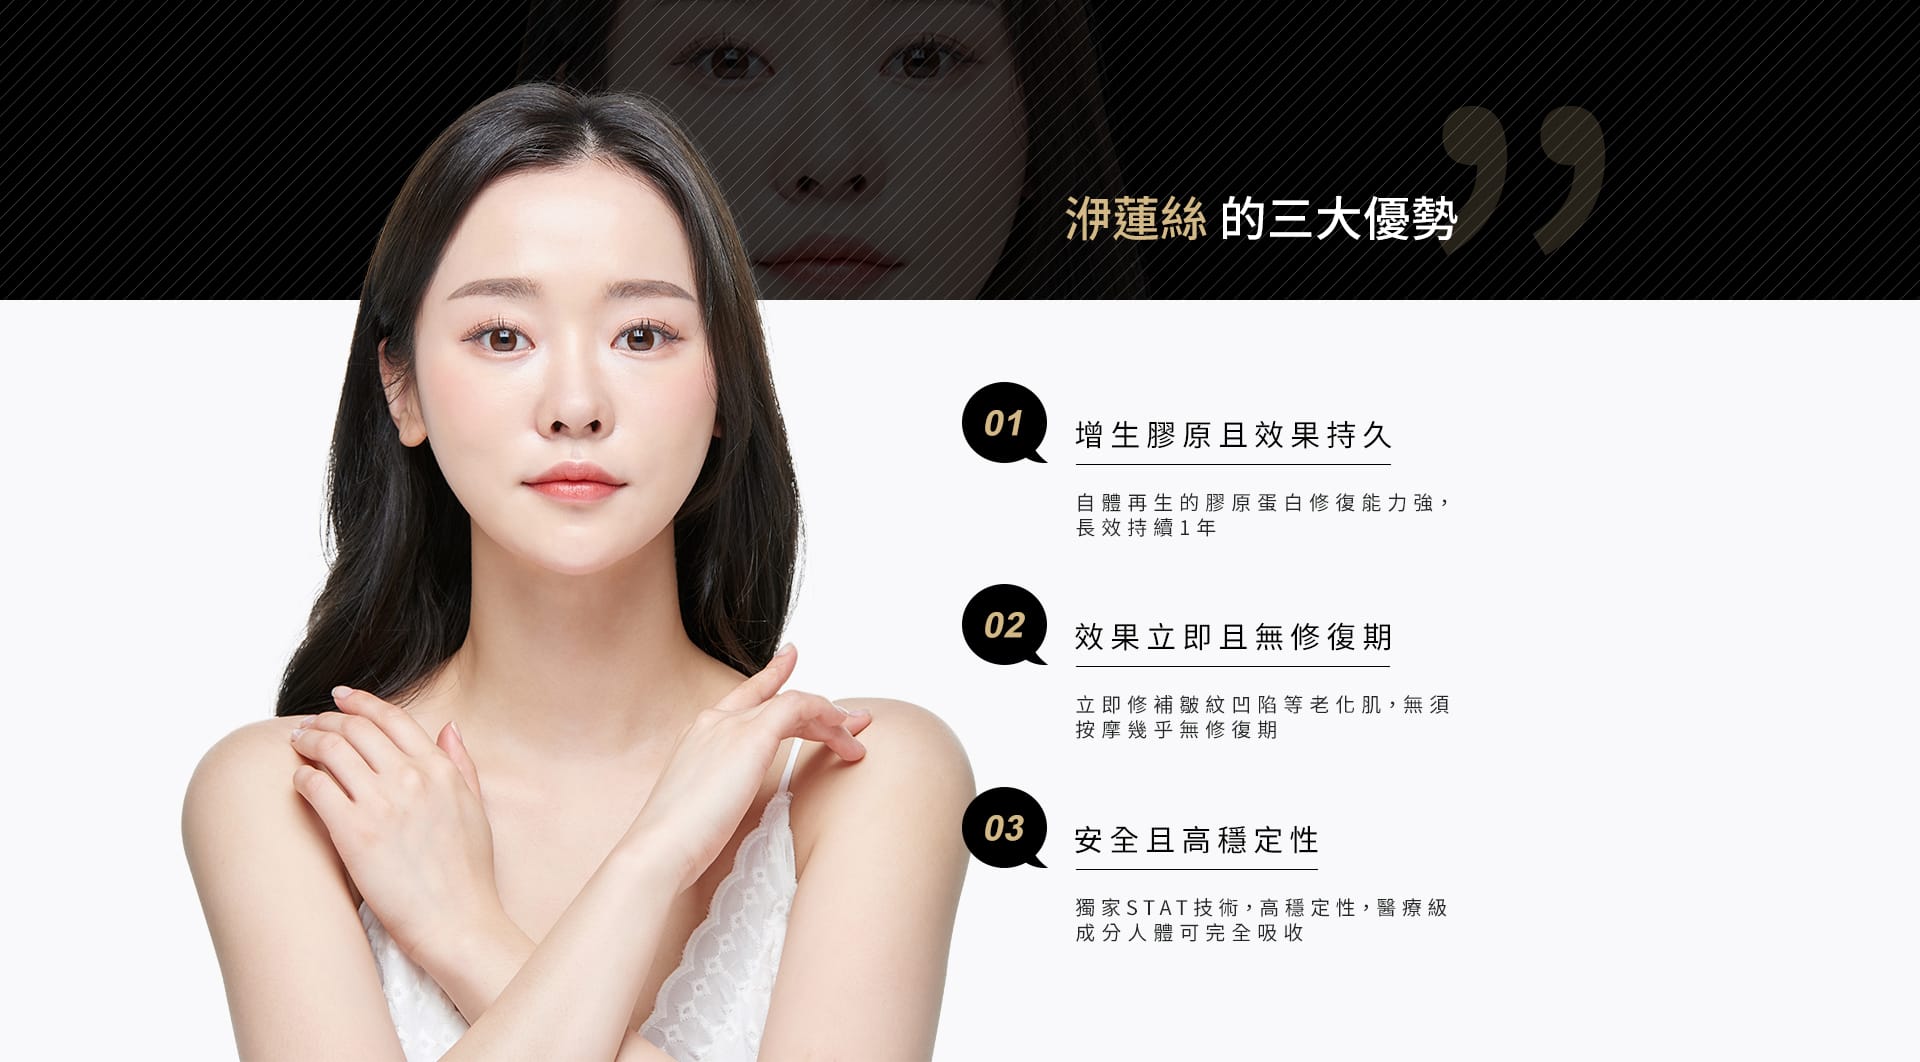 洢蓮絲 的三大優勢
01
增生膠原且效果持久
自體再生的膠原蛋白修復能力強，
長效持續1年
02
效果立即且無修復期
立即修補皺紋凹陷等老化肌，無須
按摩幾乎無修復期
03
安全且高穩定性
獨家STAT技術，高穩定性，醫療級
成分人體可完全吸收